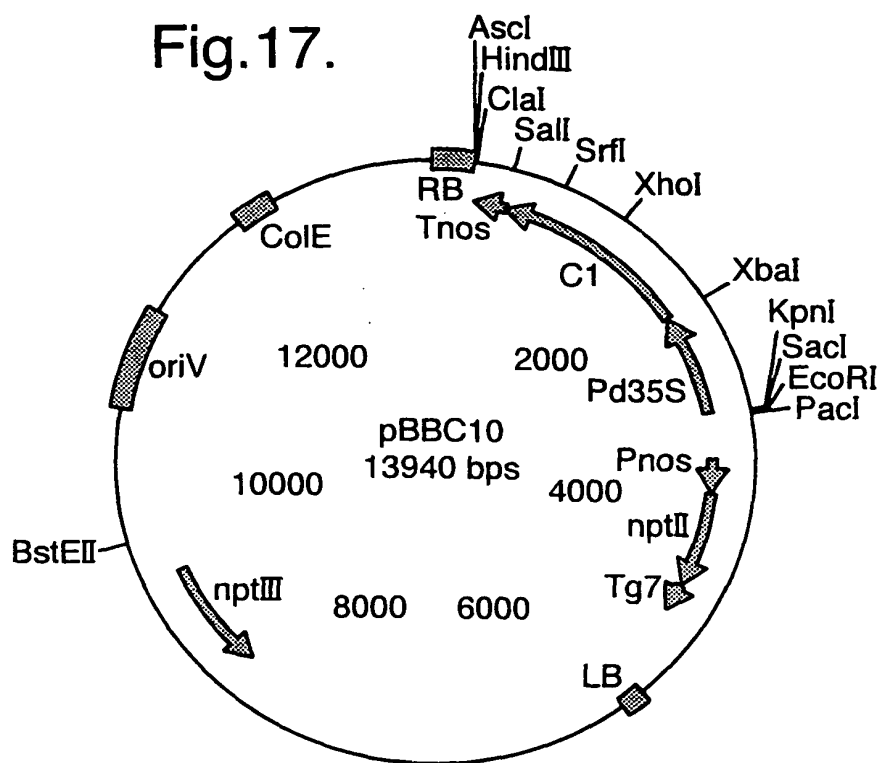 Fig.17.
AscI
HindⅢ
ClaI
SalI
SrfI
XhoI
XbaI
KpnI
SacI
EcoRI
PacI
RB
Tnos
ColE
C1
oriV
12000
2000
Pd35S
pBBC10
13940 bps
Pnos
10000
4000
nptⅡ
BstEⅡ
Tg7
nptⅢ
8000
6000
LB